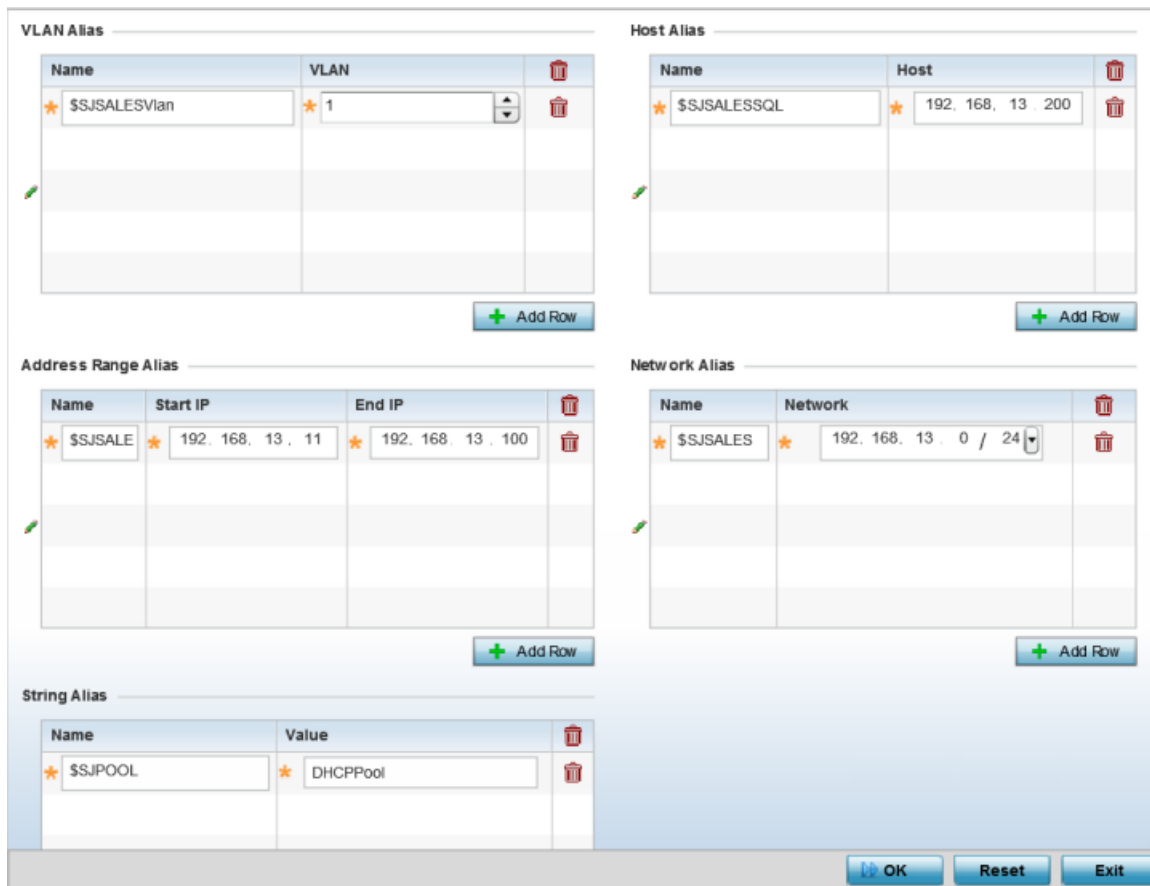 VLAN Alias
Name VLAN
* $SJSALESVlan * 1
Add Row
Host Alias
Name Host
* $SJSALESSQL * 192. 168. 13 . 200
Add Row
Address Range Alias
Name Start IP End IP
* $SJSALE * 192. 168. 13 . 11 * 192. 168. 13 . 100
Add Row
Network Alias
Name Network
* $SJSALES * 192. 168. 13 . 0 / 24
Add Row
String Alias
Name Value
* $SJPOOL * DHCPPool
OK Reset Exit